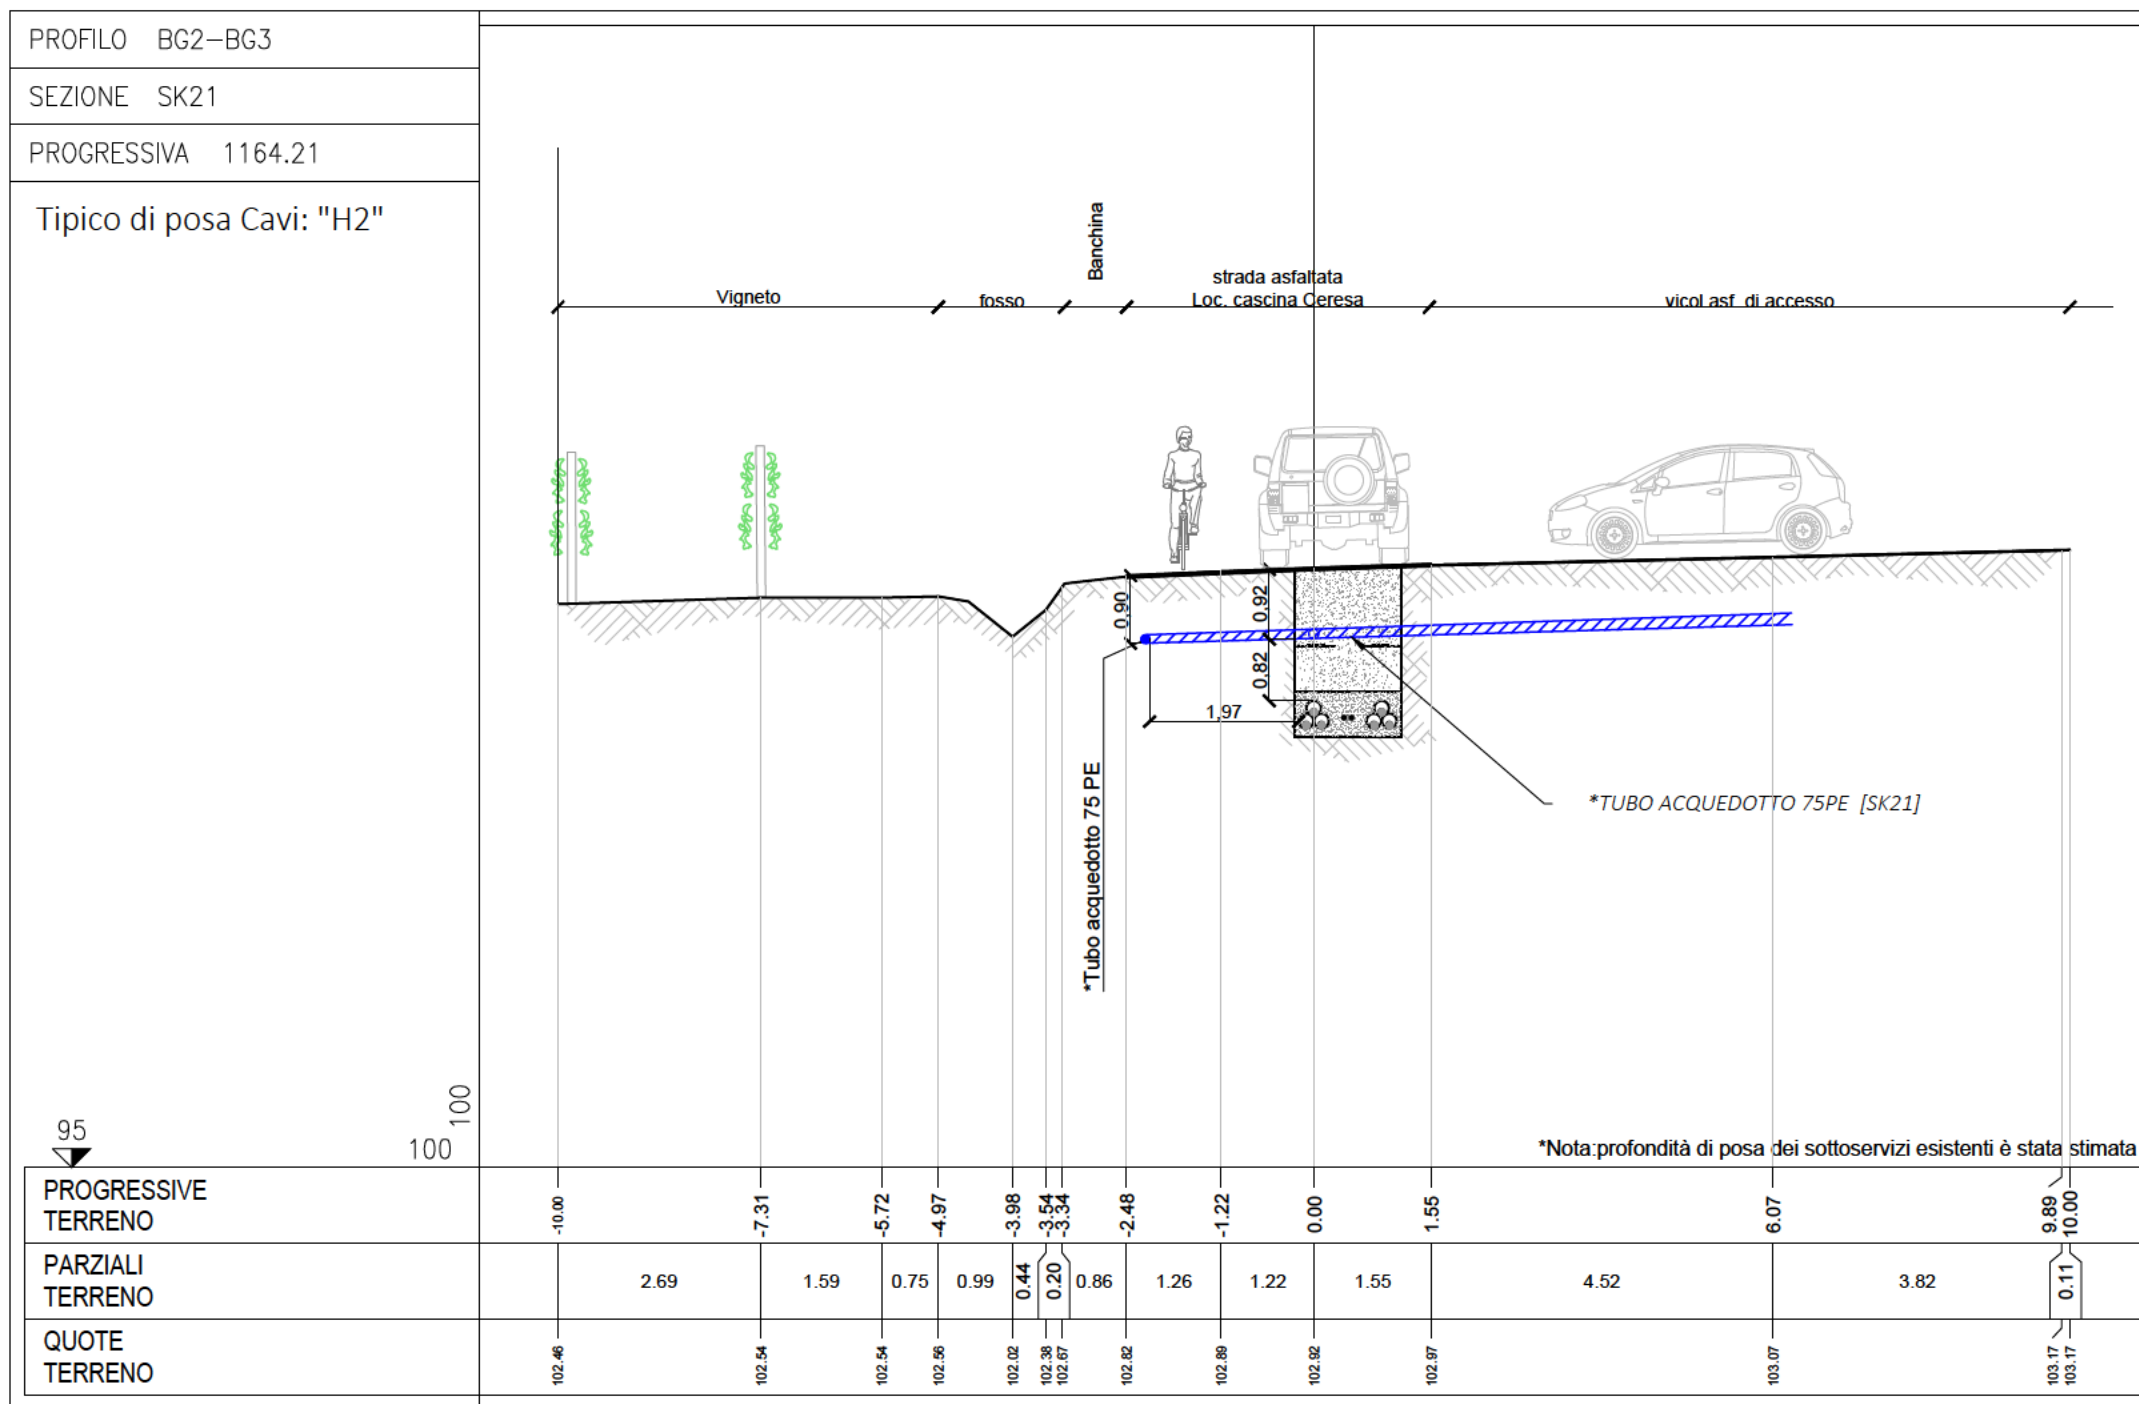 PROFILO BG2-BG3
SEZIONE SK21
PROGRESSIVA 1164.21
Tipico di posa Cavi: "H2"
Vigneto
fosso
Banchina
strada asfaltata
Loc. cascina Ceresa
vicol asf di accesso
0,90
0,92
0,82
1,97
*Tubo acquedotto 75 PE
*TUBO ACQUEDOTTO 75PE [SK21]
95
100
100
*Nota:profondità di posa dei sottoservizi esistenti è stata stimata
PROGRESSIVE
TERRENO
-10.00 -7.31 -5.72 -4.97 -3.98 -3.54 -3.34 -2.48 -1.22 0.00 1.55 6.07 9.89 10.00
PARZIALI
TERRENO
2.69 1.59 0.75 0.99 0.44 0.20 0.86 1.26 1.22 1.55 4.52 3.82 0.11
QUOTE
TERRENO
102.46 102.54 102.54 102.56 102.02 102.38 102.67 102.82 102.89 102.92 102.97 103.07 103.17 103.17